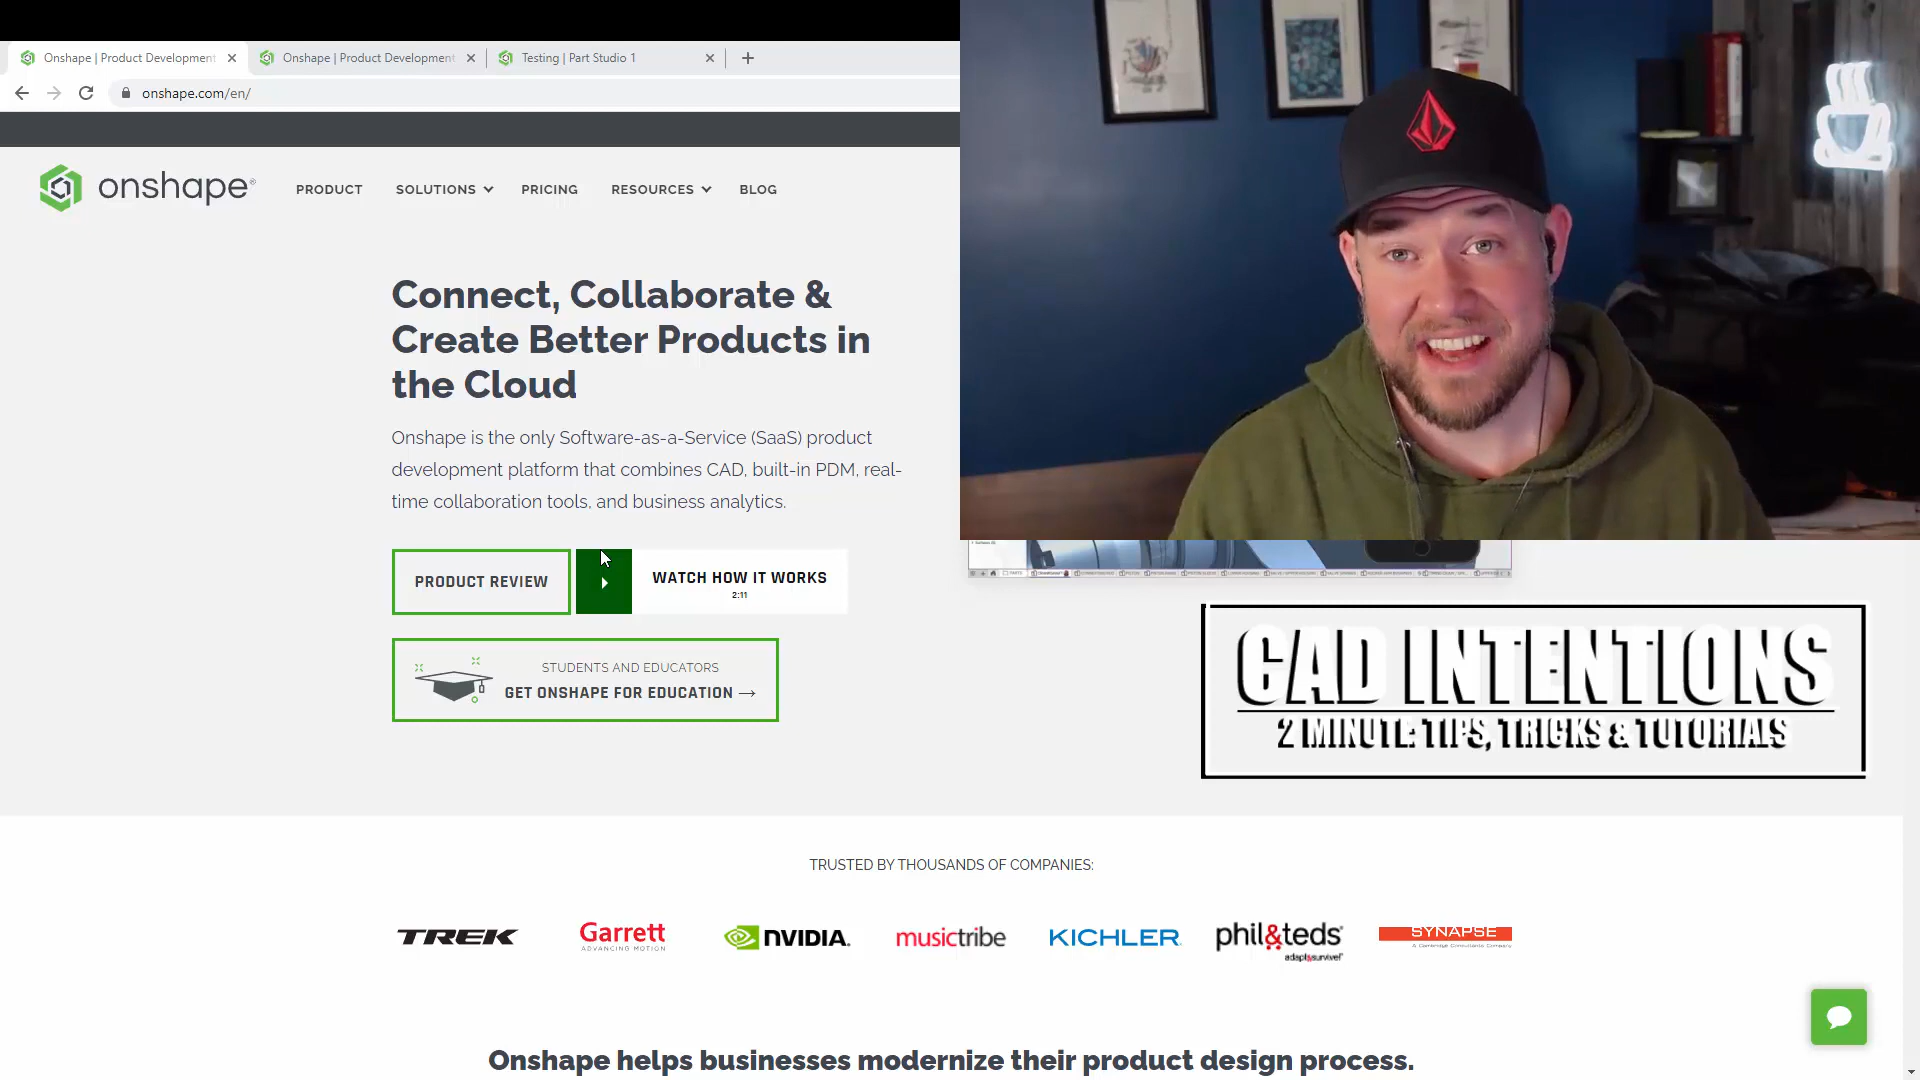 Onshape | Product Development
Onshape | Product Development
Testing | Part Studio 1
onshape.com/en/
onshape®
PRODUCT
SOLUTIONS
PRICING
RESOURCES
BLOG
Connect, Collaborate &
Create Better Products in
the Cloud
Onshape is the only Software-as-a-Service (SaaS) product
development platform that combines CAD, built-in PDM, real-
time collaboration tools, and business analytics.
PRODUCT REVIEW
WATCH HOW IT WORKS
2:11
STUDENTS AND EDUCATORS
GET ONSHAPE FOR EDUCATION →
CAD INTENTIONS
2 MINUTE TIPS, TRICKS & TUTORIALS
TRUSTED BY THOUSANDS OF COMPANIES:
TREK
Garrett
ADVANCING MOTION
NVIDIA.
musictribe
KICHLER
phil&teds
adapt&survive!
SYNAPSE
A Cambridge Consultants Company
Onshape helps businesses modernize their product design process.